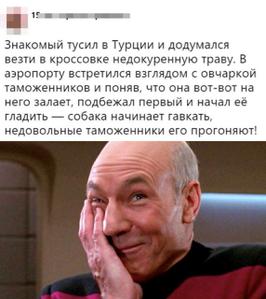 Знакомый тусил в Турции и додумался
везти в кроссовке недокуренную траву. В
аэропорту встретился взглядом с овчаркой
таможенников и поняв, что она вот-вот на
него залает, подбежал первый и начал её
гладить — собака начинает гавкать,
недовольные таможенники его прогоняют!